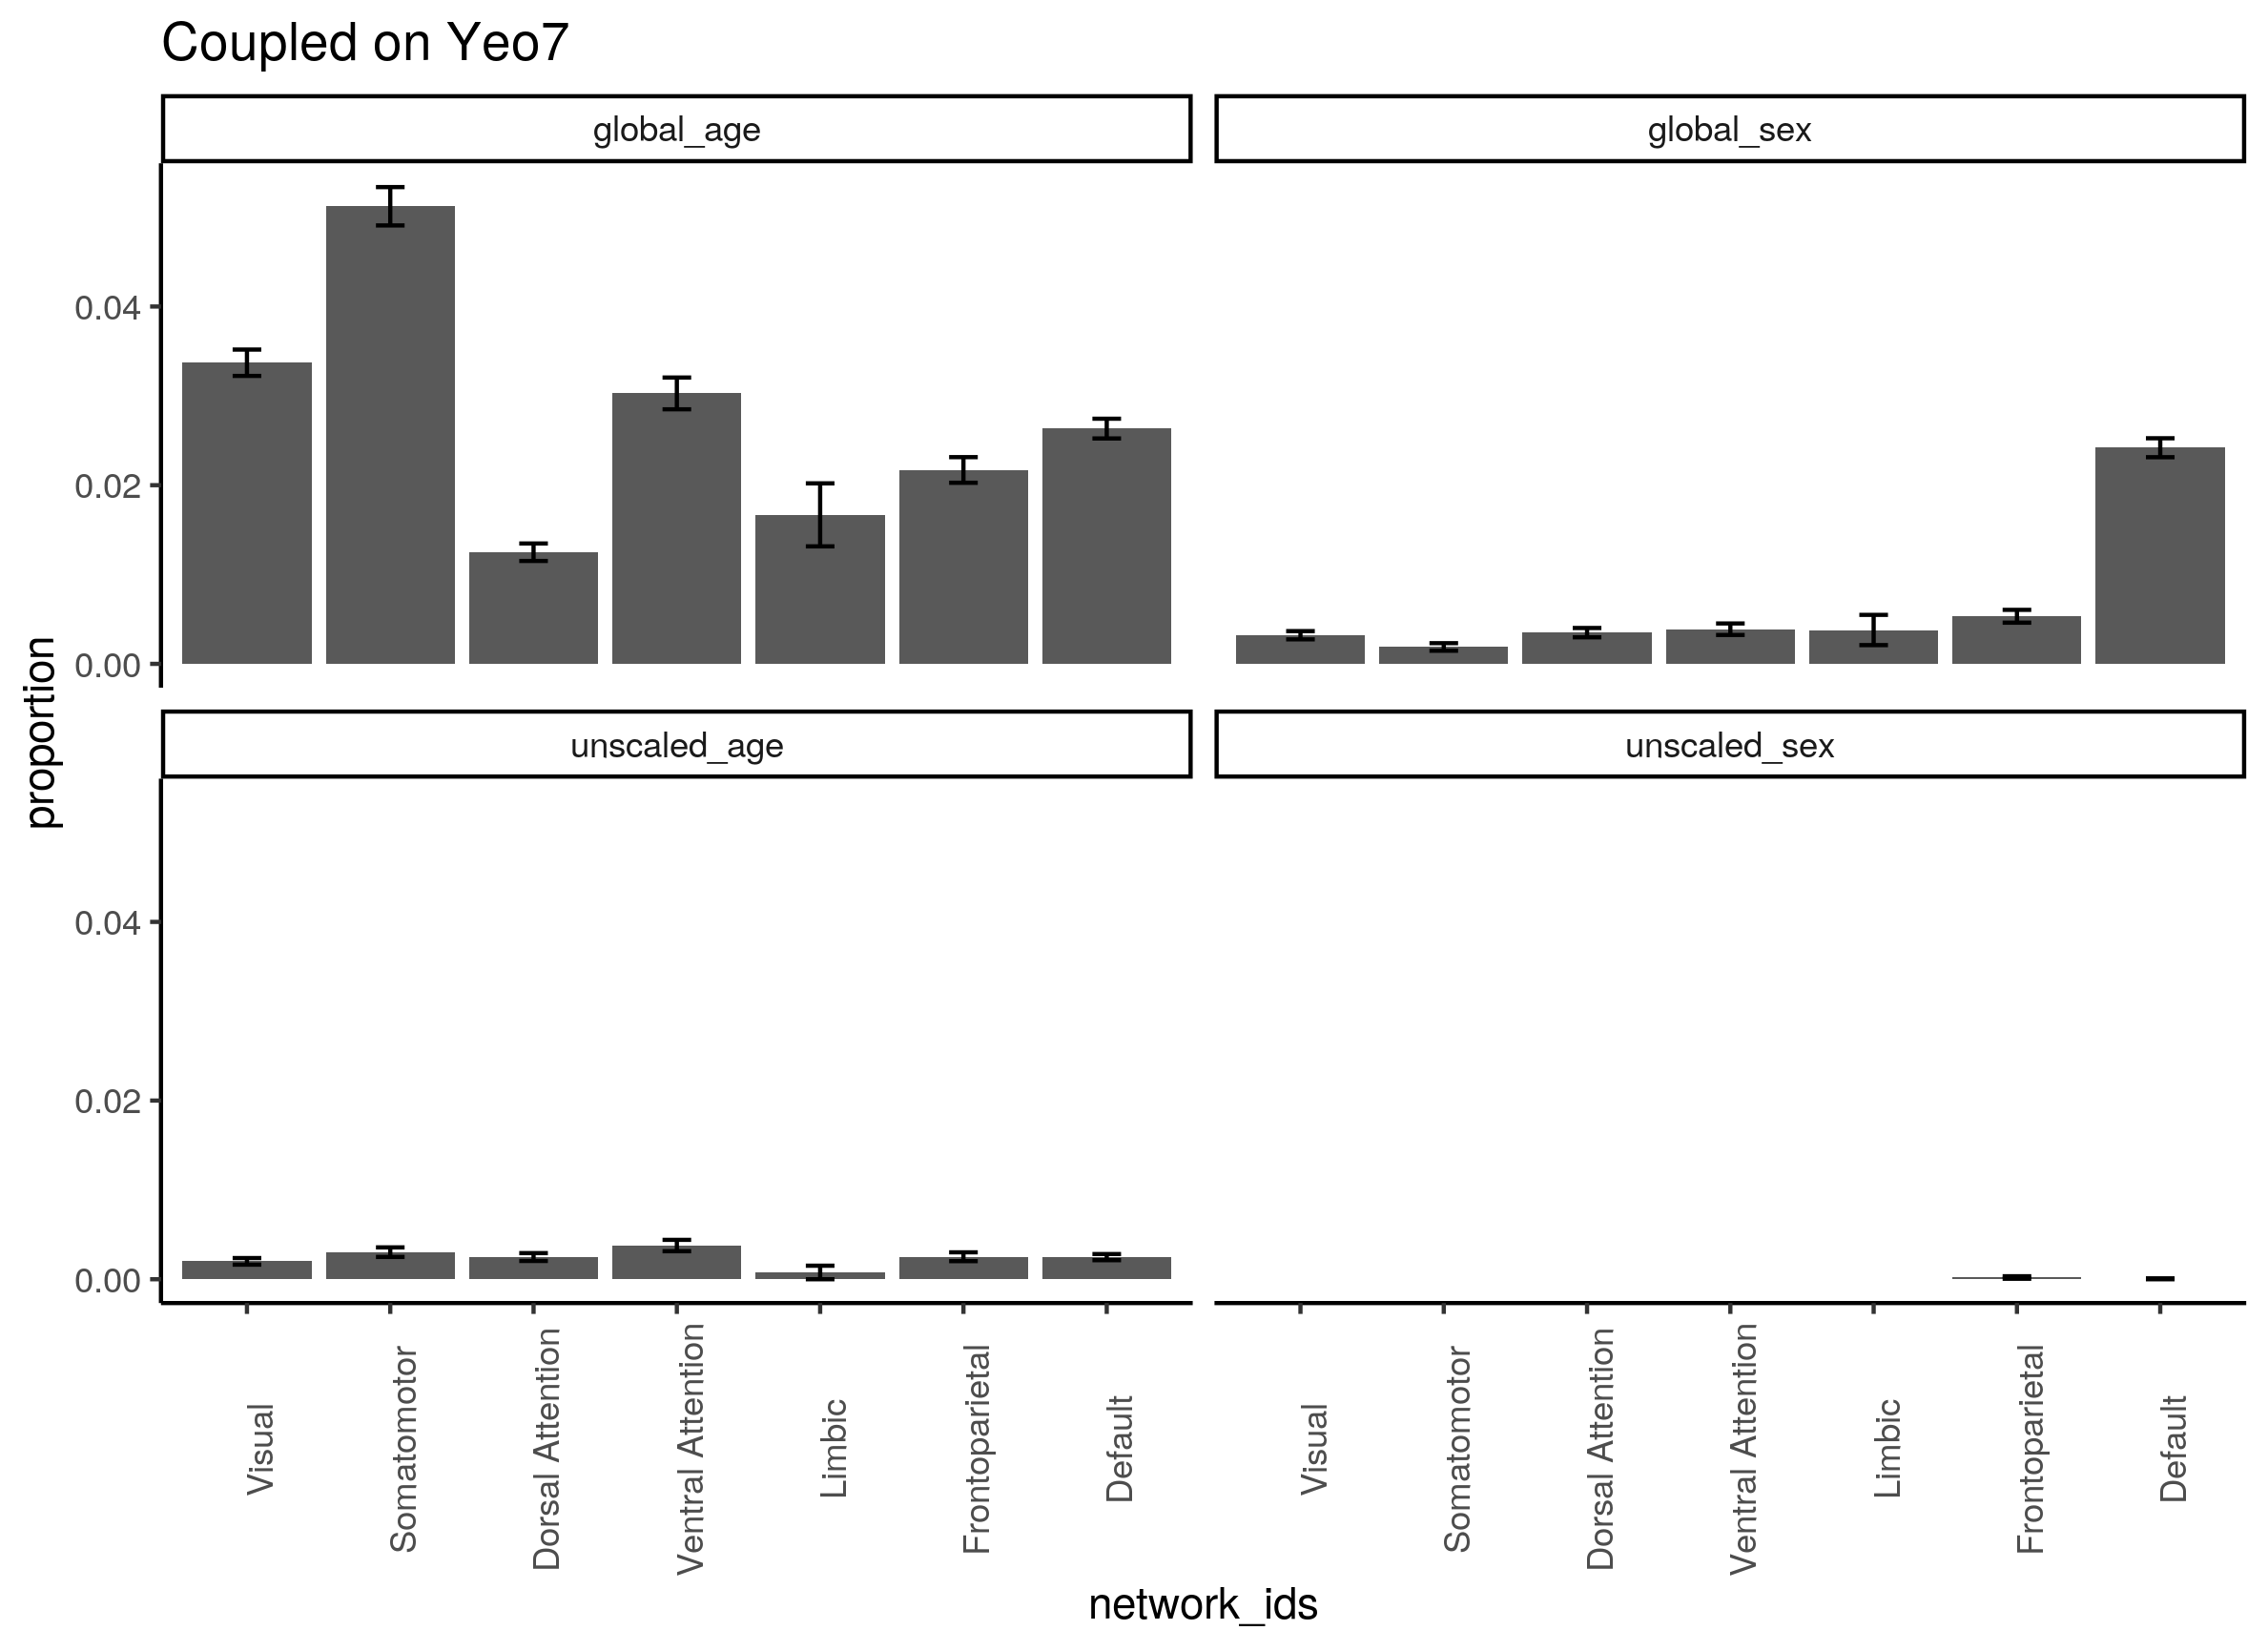 Coupled on Yeo7
global_age
global_sex
0.04
0.02
0.00
proportion
unscaled_age
unscaled_sex
0.04
0.02
0.00
Visual
Somatomotor
Dorsal Attention
Ventral Attention
Limbic
Frontoparietal
Default
Visual
Somatomotor
Dorsal Attention
Ventral Attention
Limbic
Frontoparietal
Default
network_ids